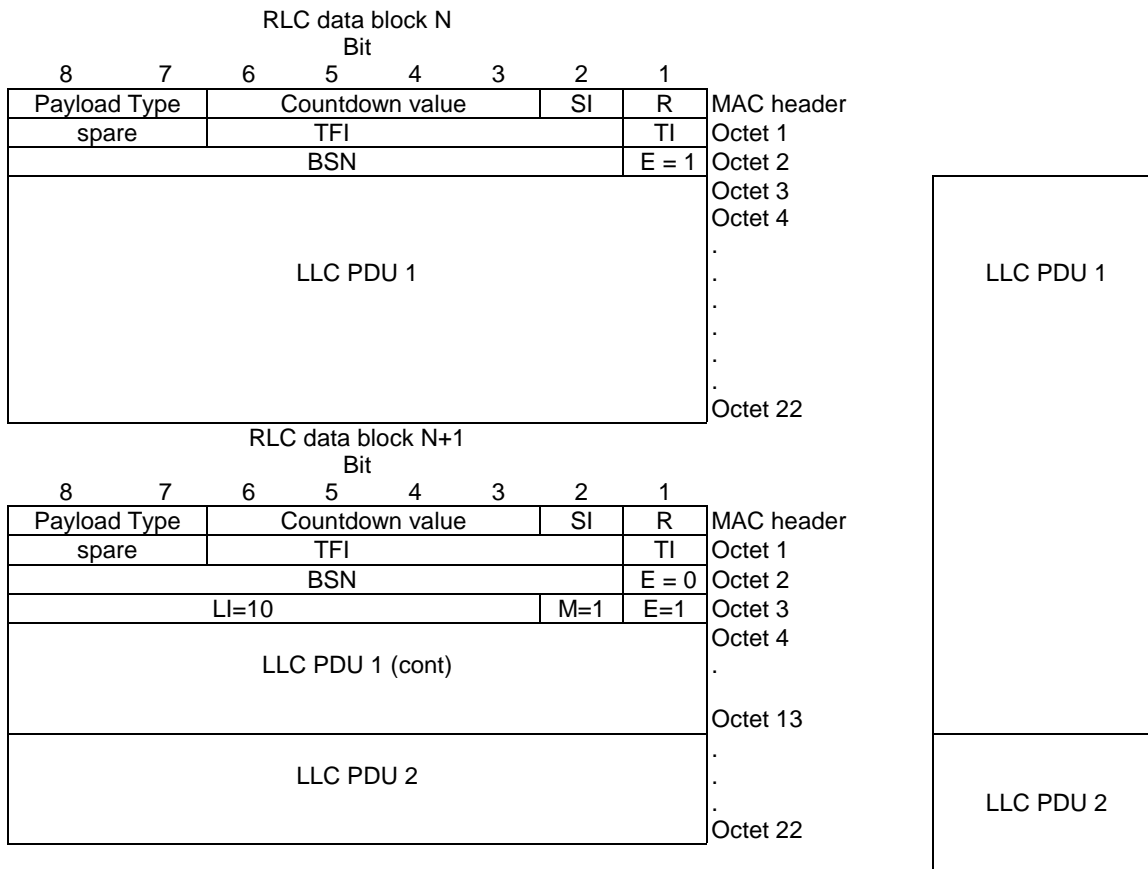 RLC data block N
Bit
8 7 6 5 4 3 2 1
Payload Type Countdown value SI R MAC header
spare TFI TI Octet 1
BSN E = 1 Octet 2
Octet 3
Octet 4
.
LLC PDU 1 . LLC PDU 1
.
.
.
.
Octet 22
RLC data block N+1
Bit
8 7 6 5 4 3 2 1
Payload Type Countdown value SI R MAC header
spare TFI TI Octet 1
BSN E = 0 Octet 2
LI=10 M=1 E=1 Octet 3
Octet 4
LLC PDU 1 (cont) .
Octet 13
.
LLC PDU 2 .
. LLC PDU 2
Octet 22